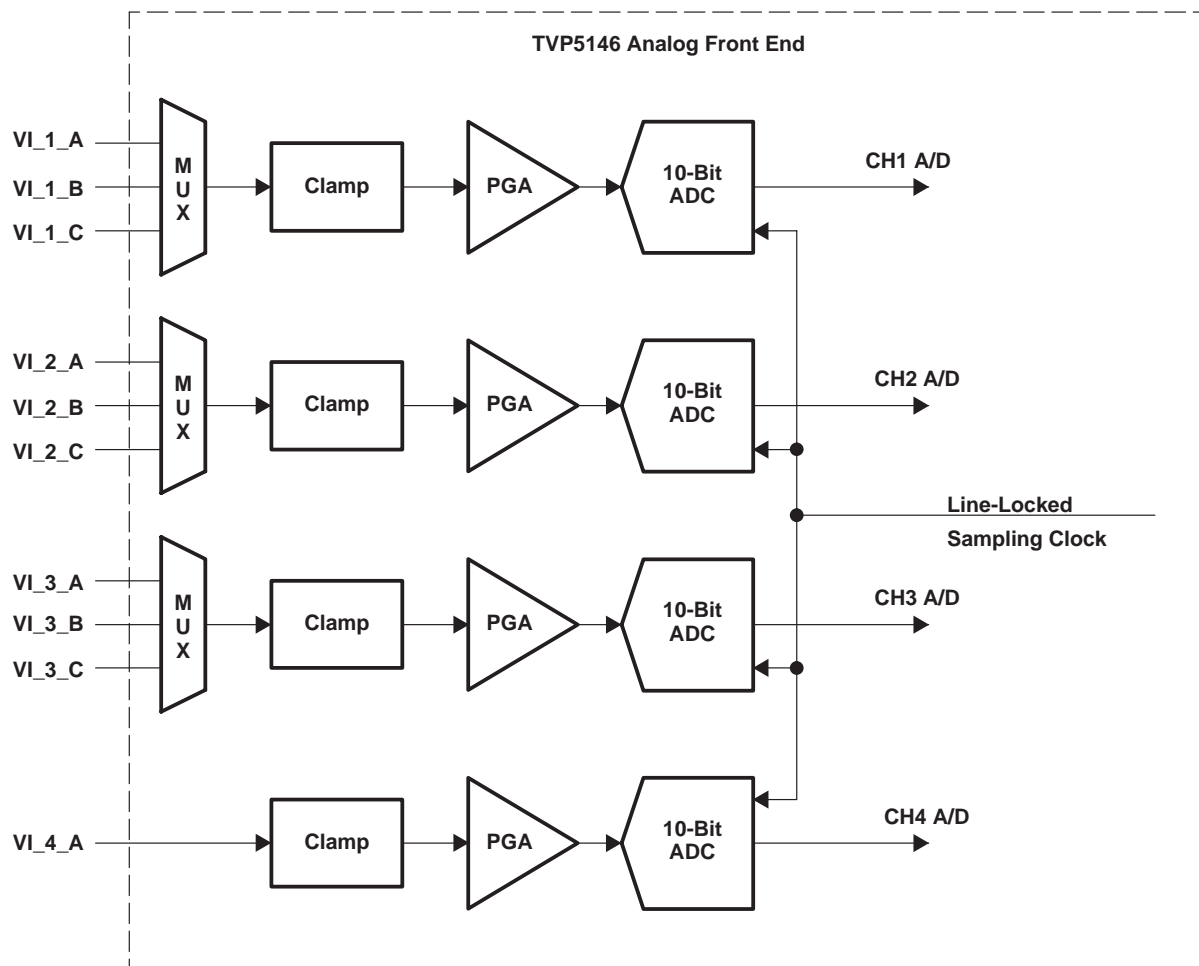 TVP5146 Analog Front End
VI_1_A
VI_1_B
VI_1_C
M
U
X
Clamp
PGA
10-Bit
ADC
CH1 A/D
VI_2_A
VI_2_B
VI_2_C
M
U
X
Clamp
PGA
10-Bit
ADC
CH2 A/D
Line-Locked
Sampling Clock
VI_3_A
VI_3_B
VI_3_C
M
U
X
Clamp
PGA
10-Bit
ADC
CH3 A/D
VI_4_A
Clamp
PGA
10-Bit
ADC
CH4 A/D